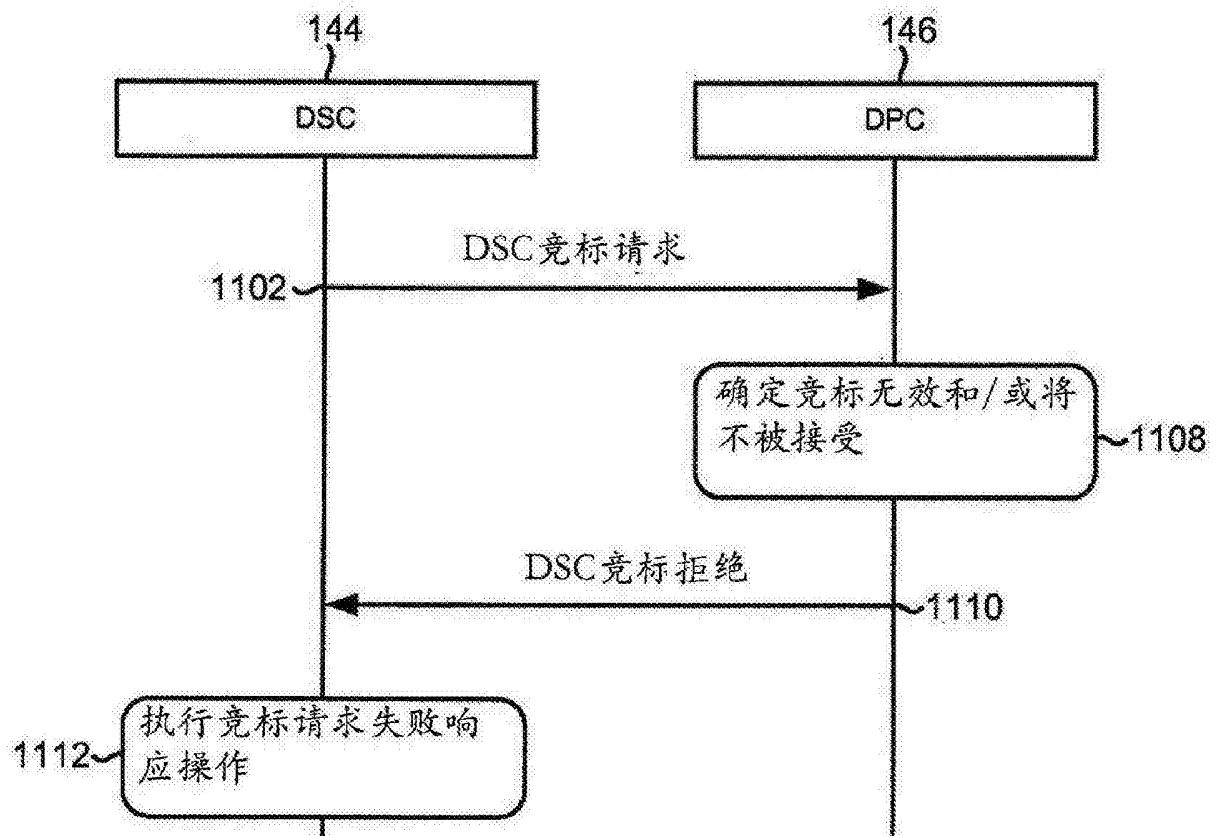 144
146
DSC
DPC
DSC竞标请求
1102
确定竞标无效和/或将
不被接受
1108
DSC竞标拒绝
1110
执行竞标请求失败响
应操作
1112